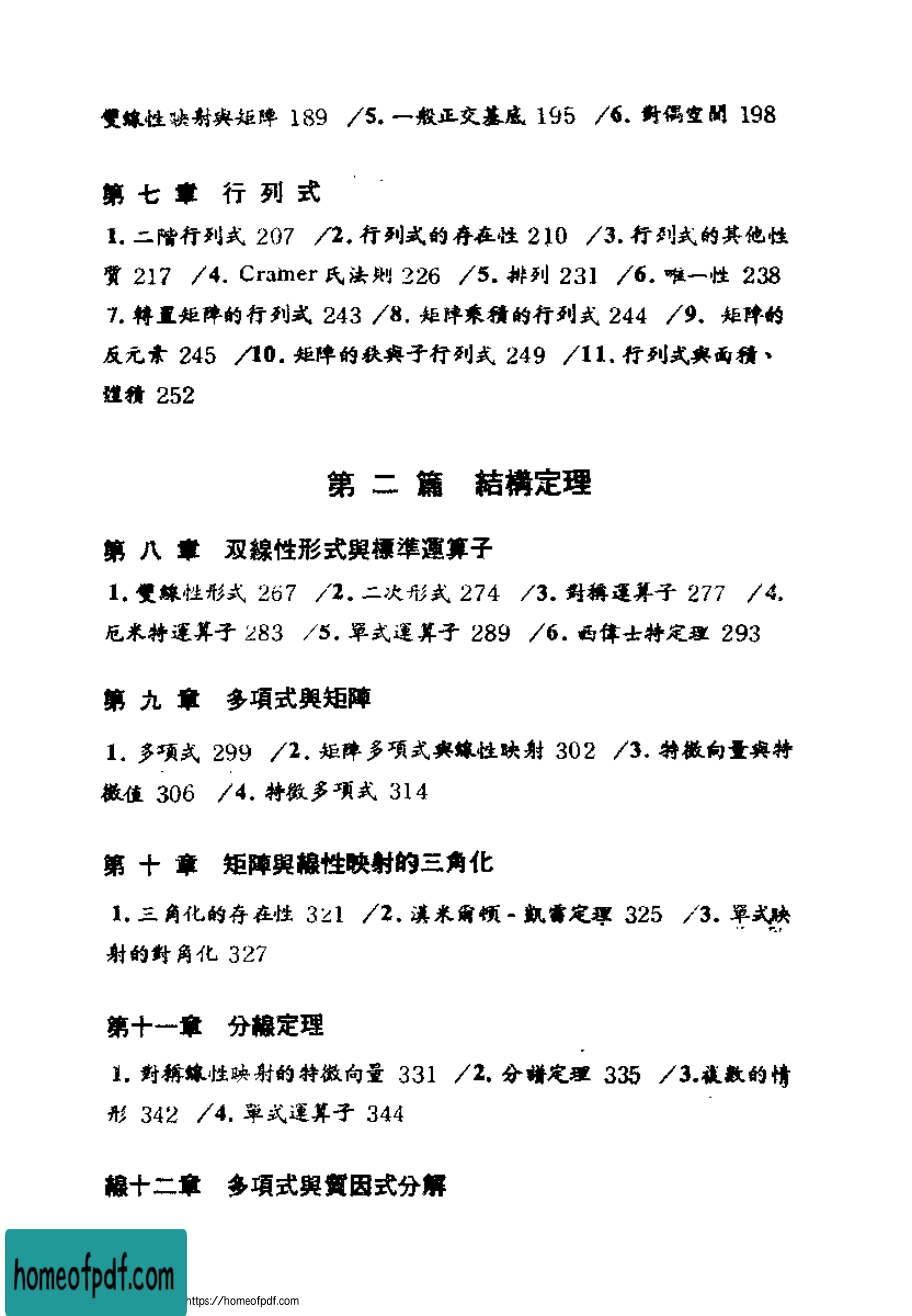 雙線性映射與矩陣 189 /5. 一般正交基底 195 /6. 對偶空間 198
第 七 章 行 列 式
1. 二階行列式 207 /2. 行列式的存在性 210 /3. 行列式的其他性
質 217 /4. Cramer 氏法則 226 /5. 排列 231 /6. 唯一性 238
7. 轉置矩陣的行列式 243 /8. 矩陣乘積的行列式 244 /9. 矩陣的
反元素 245 /10. 矩陣的秩與子行列式 249 /11. 行列式與面積、
體積 252
第 二 篇 結構定理
第 八 章 双線性形式與標準運算子
1. 雙線性形式 267 /2. 二次形式 274 /3. 對稱運算子 277 /4.
厄米特運算子 283 /5. 單式運算子 289 /6. 西偉士特定理 293
第 九 章 多項式與矩陣
1. 多項式 299 /2. 矩陣多項式與線性映射 302 /3. 特徵向量與特
徵值 306 /4. 特徵多項式 314
第 十 章 矩陣與線性映射的三角化
1. 三角化的存在性 321 /2. 漢米爾頓 - 凱雷定理 325 /3. 單式映
射的對角化 327
第十一章 分線定理
1. 對稱線性映射的特徵向量 331 /2. 分譜定理 335 /3. 複數的情
形 342 /4. 單式運算子 344
線十二章 多項式與質因式分解
homeofpdf.com
https://homeofpdf.com